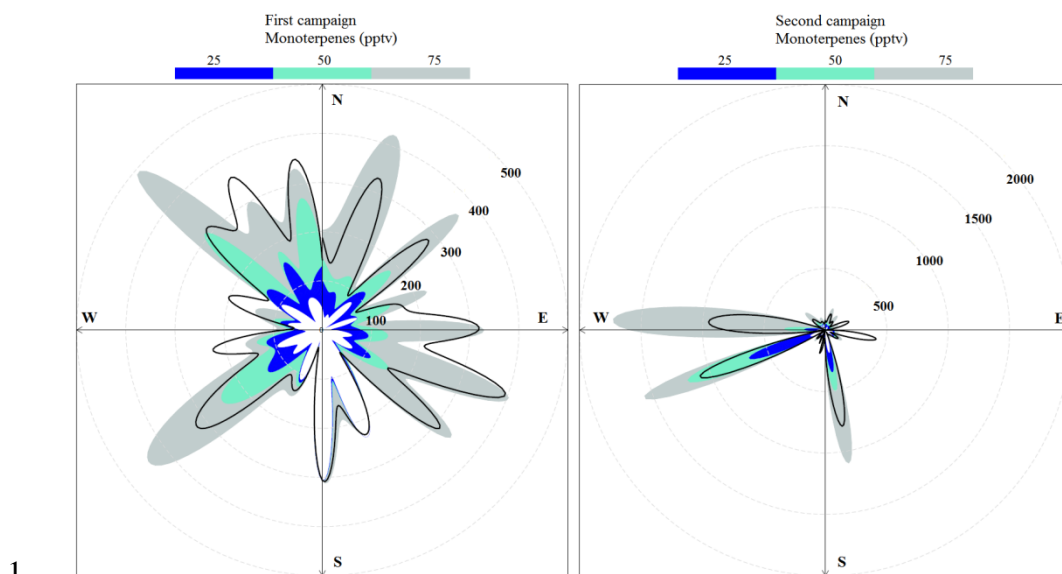 First campaign
Monoterpenes (pptv)
25 50 75
N
500
400
300
200
100
W
E
S
Second campaign
Monoterpenes (pptv)
25 50 75
N
2000
1500
1000
500
W
E
S
1